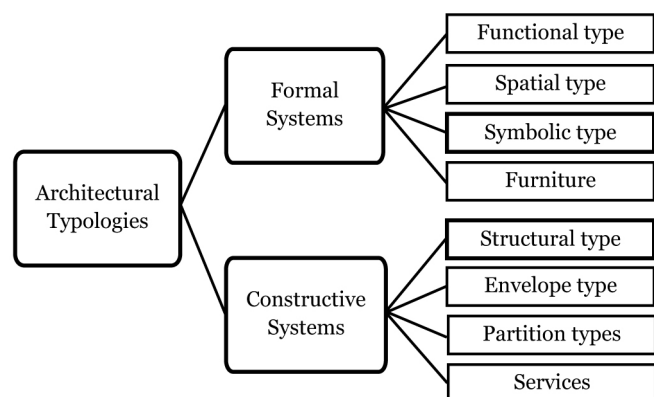 Architectural
Typologies
Formal
Systems
Functional type
Spatial type
Symbolic type
Furniture
Constructive
Systems
Structural type
Envelope type
Partition types
Services